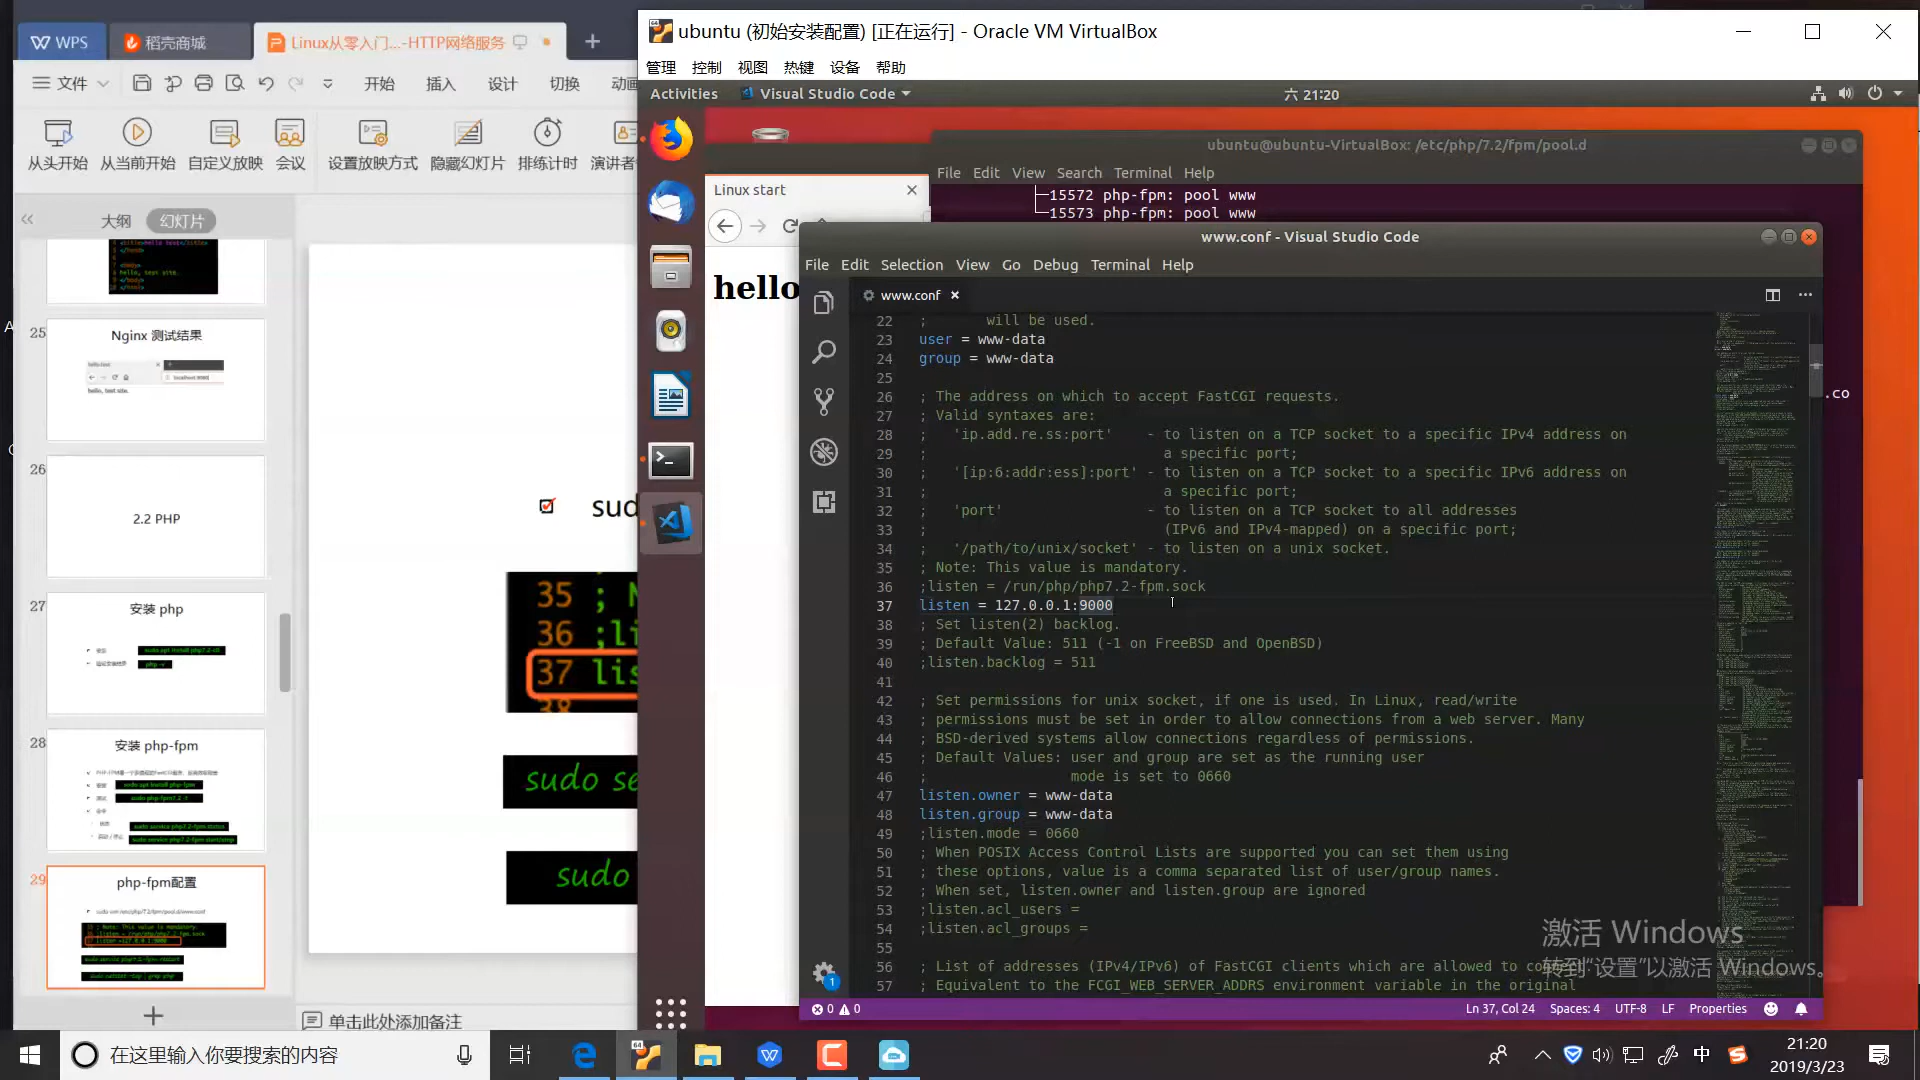 WPS
稻壳商城
Linux从零入门...-HTTP网络服务
文件
开始
插入
设计
切换
动画
从头开始
从当前开始
自定义放映
会议
设置放映方式
隐藏幻灯片
排练计时
大纲
幻灯片
25
Nginx 测试结果
26
2.2 PHP
27
安装 php
sudo apt install php7.2-cli
php -v
28
安装 php-fpm
29
php-fpm配置
sudo
35 ;
36 ;li
37 lis
38
sudo se
sudo
单击此处添加备注
ubuntu (初始安装配置) [正在运行] - Oracle VM VirtualBox
管理 控制 视图 热键 设备 帮助
Activities
Visual Studio Code
六 21:20
ubuntu@ubuntu-VirtualBox: /etc/php/7.2/fpm/pool.d
File Edit View Search Terminal Help
├─15572 php-fpm: pool www
└─15573 php-fpm: pool www
.co
Linux start
hello
www.conf - Visual Studio Code
File Edit Selection View Go Debug Terminal Help
www.conf
22 ;       will be used.
23 user = www-data
24 group = www-data
25
26 ; The address on which to accept FastCGI requests.
27 ; Valid syntaxes are:
28 ;   'ip.add.re.ss:port'    - to listen on a TCP socket to a specific IPv4 address on
29 ;                            a specific port;
30 ;   '[ip:6:addr:ess]:port' - to listen on a TCP socket to a specific IPv6 address on
31 ;                            a specific port;
32 ;   'port'                 - to listen on a TCP socket to all addresses
33 ;                            (IPv6 and IPv4-mapped) on a specific port;
34 ;   '/path/to/unix/socket' - to listen on a unix socket.
35 ; Note: This value is mandatory.
36 ;listen = /run/php/php7.2-fpm.sock
37 listen = 127.0.0.1:9000
38 ; Set listen(2) backlog.
39 ; Default Value: 511 (-1 on FreeBSD and OpenBSD)
40 ;listen.backlog = 511
41
42 ; Set permissions for unix socket, if one is used. In Linux, read/write
43 ; permissions must be set in order to allow connections from a web server. Many
44 ; BSD-derived systems allow connections regardless of permissions.
45 ; Default Values: user and group are set as the running user
46 ;                 mode is set to 0660
47 listen.owner = www-data
48 listen.group = www-data
49 ;listen.mode = 0660
50 ; When POSIX Access Control Lists are supported you can set them using
51 ; these options, value is a comma separated list of user/group names.
52 ; When set, listen.owner and listen.group are ignored
53 ;listen.acl_users =
54 ;listen.acl_groups =
55
56 ; List of addresses (IPv4/IPv6) of FastCGI clients which are allowed to
57 ; Equivalent to the FCGI_WEB_SERVER_ADDRS environment variable in the original
激活 Windows
转到"设置"以激活 Windows。
0 0
Ln 37, Col 24 Spaces: 4 UTF-8 LF Properties
1
在这里输入你要搜索的内容
中
21:20
2019/3/23